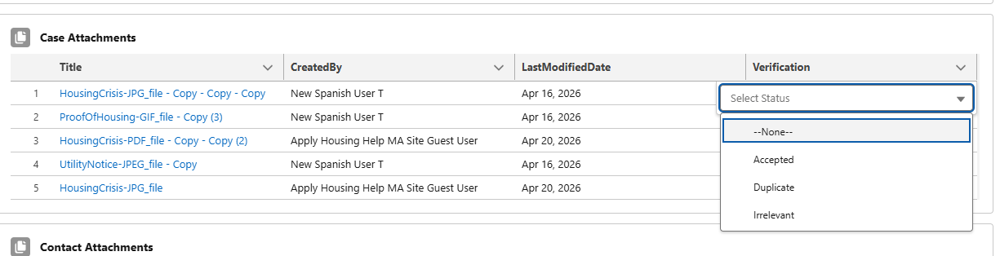 Case Attachments
Title CreatedBy LastModifiedDate Verification
1 HousingCrisis-JPG_file - Copy - Copy - Copy New Spanish User T Apr 16, 2026 Select Status
2 ProofOfHousing-GIF_file - Copy (3) New Spanish User T Apr 16, 2026
--None--
3 HousingCrisis-PDF_file - Copy - Copy (2) Apply Housing Help MA Site Guest User Apr 20, 2026
Accepted
4 UtilityNotice-JPEG_file - Copy New Spanish User T Apr 16, 2026
Duplicate
5 HousingCrisis-JPG_file Apply Housing Help MA Site Guest User Apr 20, 2026
Irrelevant
Contact Attachments